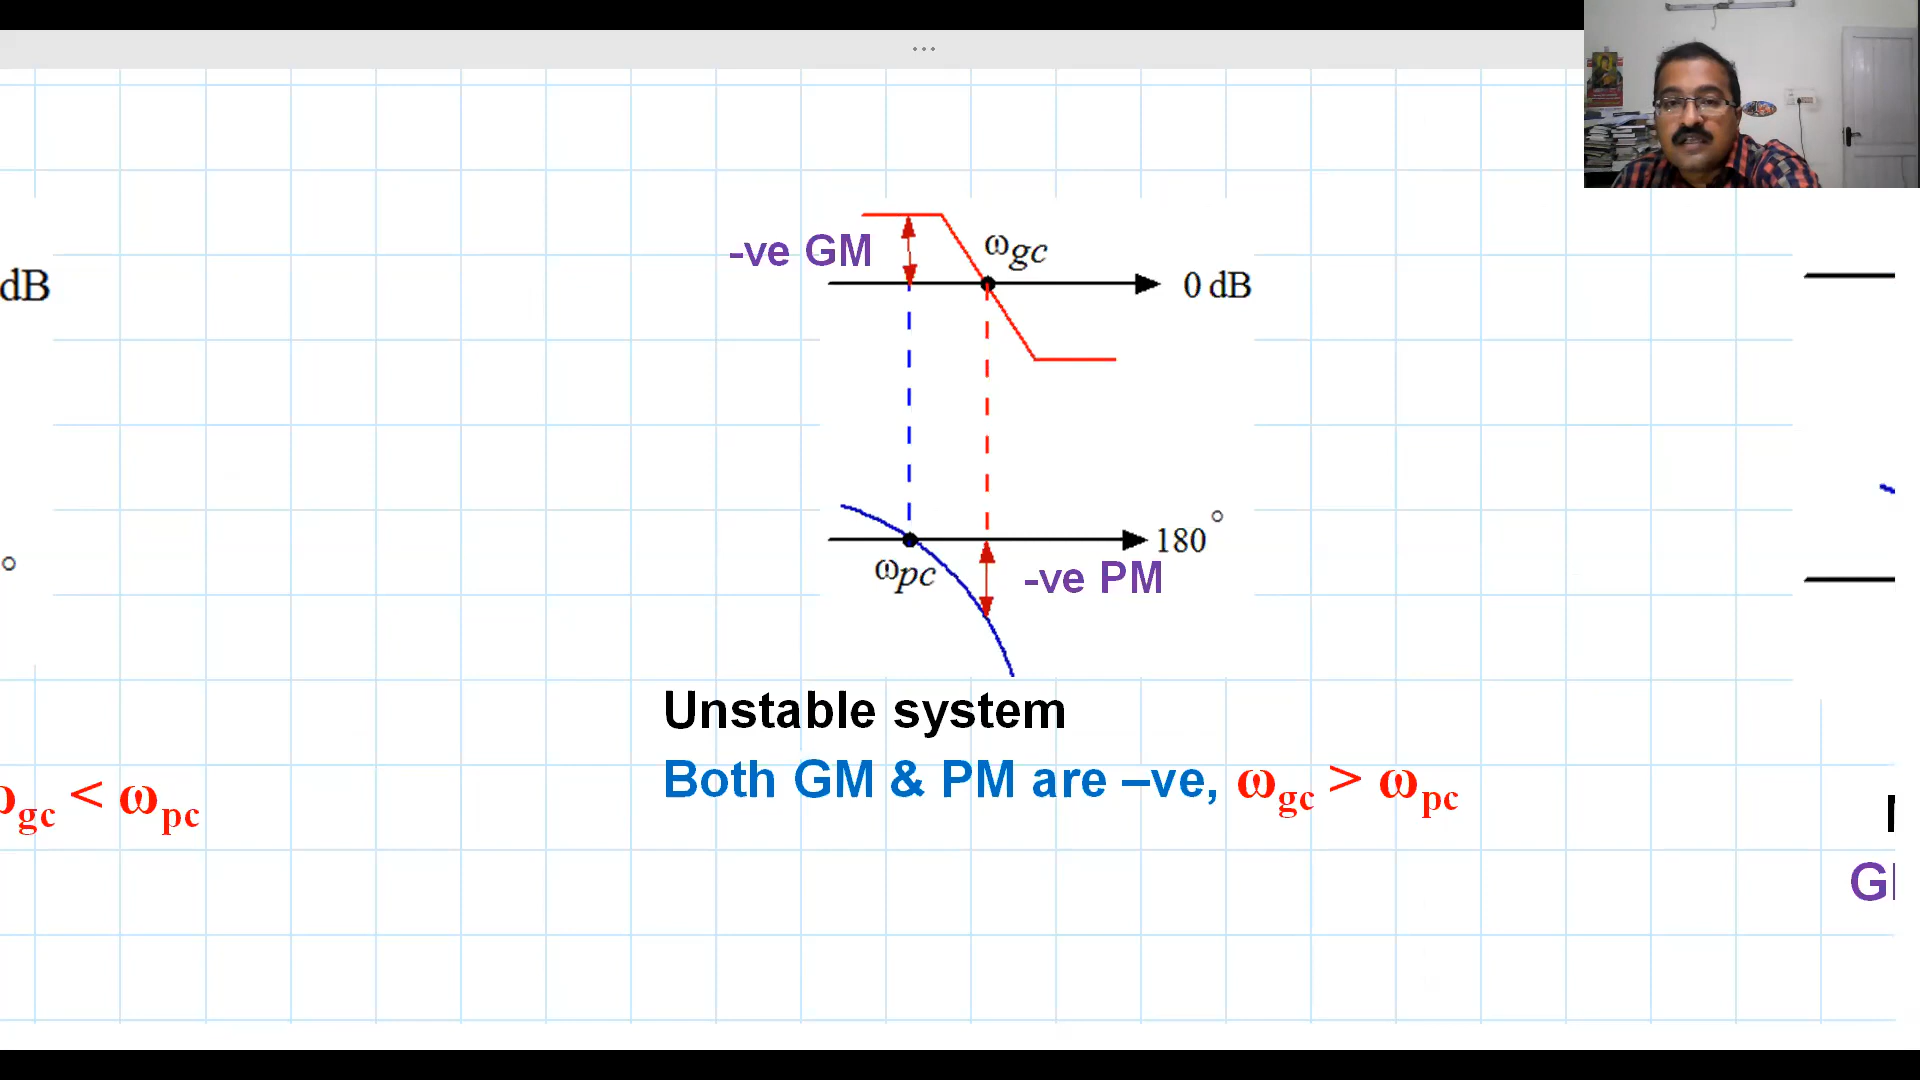 ...
-ve GM
ωgc
0 dB
dB
180°
ωpc
-ve PM
°
Unstable system
Both GM & PM are –ve, ωgc > ωpc
ωgc < ωpc